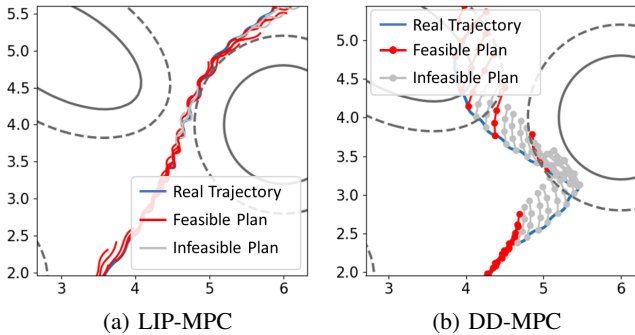 5.5
5.0
4.5
4.0
3.5
3.0
2.5
2.0
3 4 5 6
Real Trajectory
Feasible Plan
Infeasible Plan
(a) LIP-MPC
5.0
4.5
4.0
3.5
3.0
2.5
2.0
3 4 5 6
Real Trajectory
Feasible Plan
Infeasible Plan
(b) DD-MPC